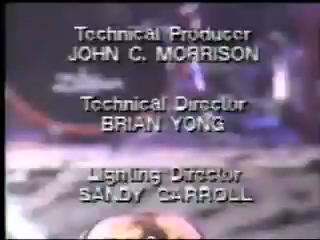 Technical Producer
JOHN C. MORRISON
Technical Director
BRIAN YONG
Lighting Director
SANDY CARROLL